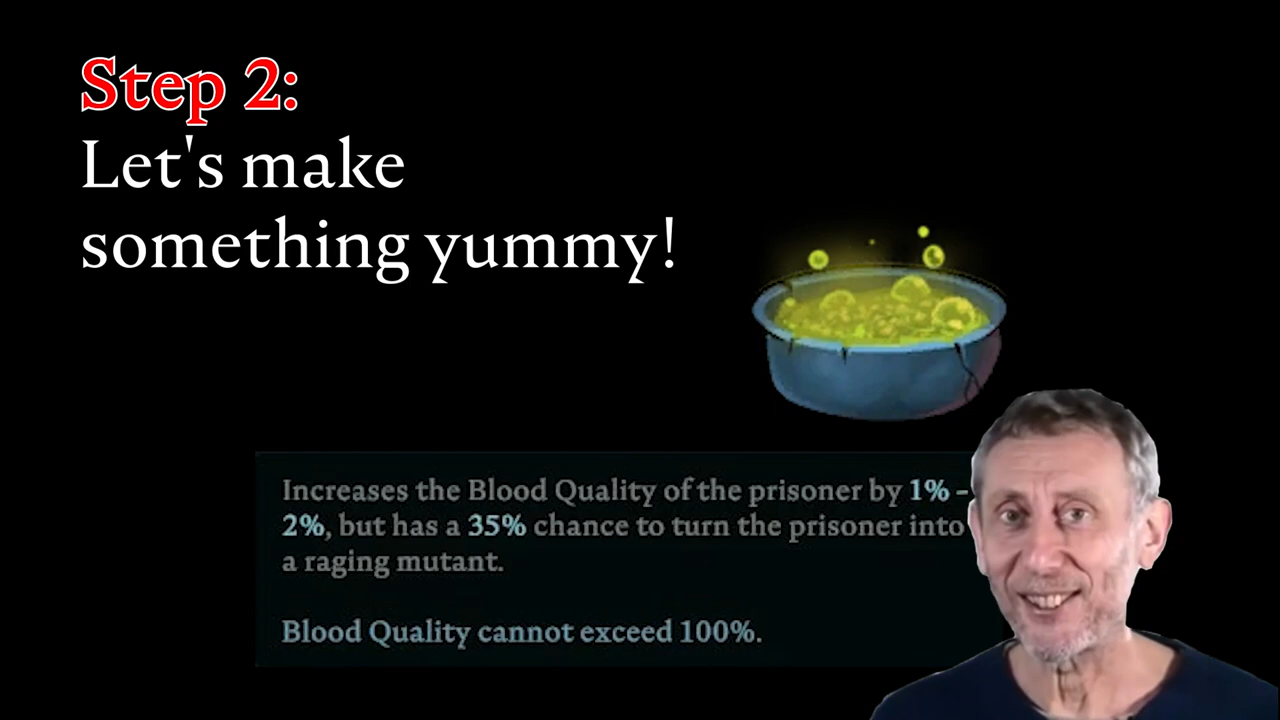 Step 2:
Let's make
something yummy!
Increases the Blood Quality of the prisoner by 1% -
2%, but has a 35% chance to turn the prisoner into
a raging mutant.
Blood Quality cannot exceed 100%.